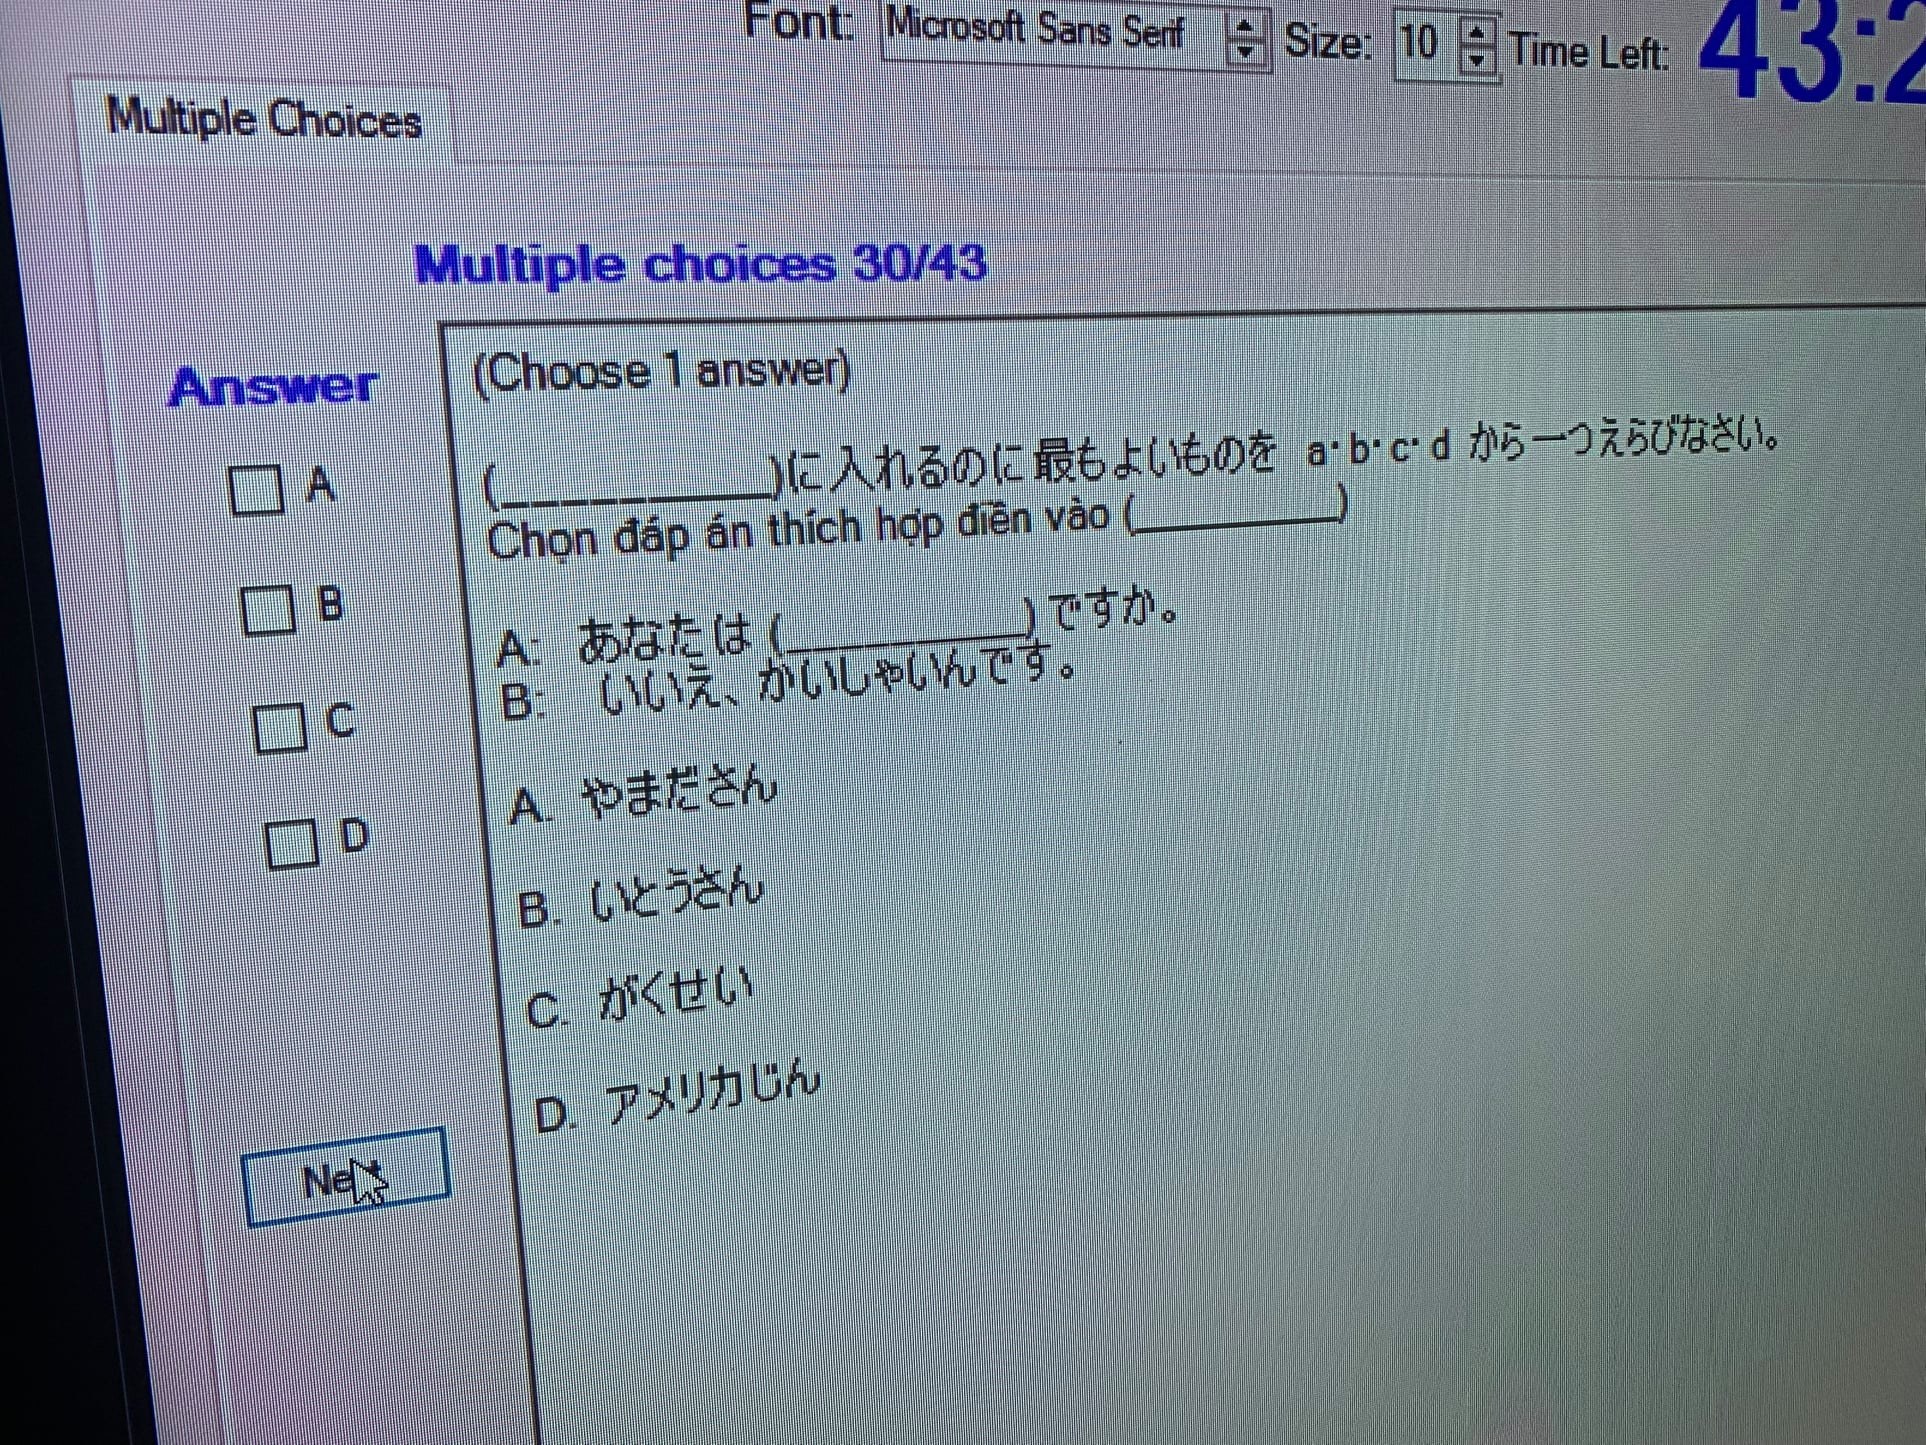 Font: Microsoft Sans Serif Size: 10 Time Left: 43:2
Multiple Choices
Multiple choices 30/43
Answer
(Choose 1 answer)
(__________)に入れるのに最もよいものを a・b・c・d から一つえらびなさい。
Chọn đáp án thích hợp điền vào (__________)
A: あなたは (__________) ですか。
B: いいえ、かいしゃいんです。
A. やまださん
B. いとうさん
C. がくせい
D. アメリカじん
A
B
C
D